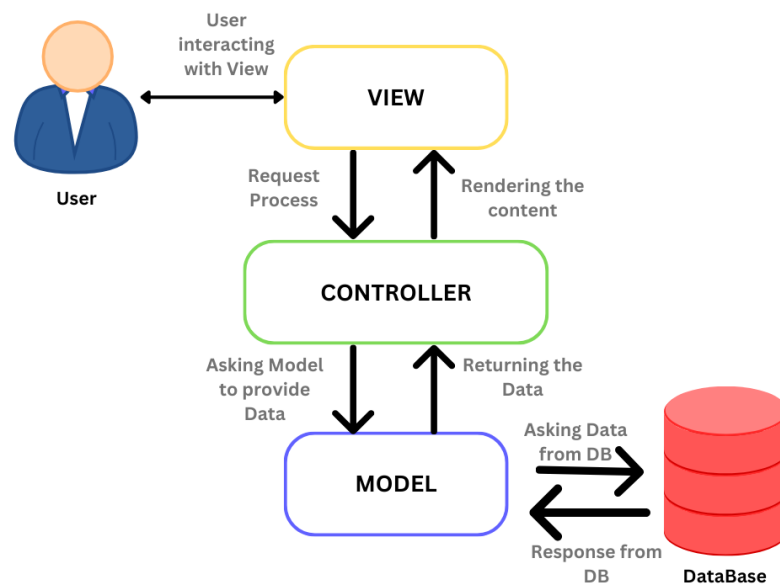 User
interacting
with View
VIEW
User
Request
Process
Rendering the
content
CONTROLLER
Asking Model
to provide
Data
Returning the
Data
Asking Data
from DB
MODEL
Response from
DB
DataBase